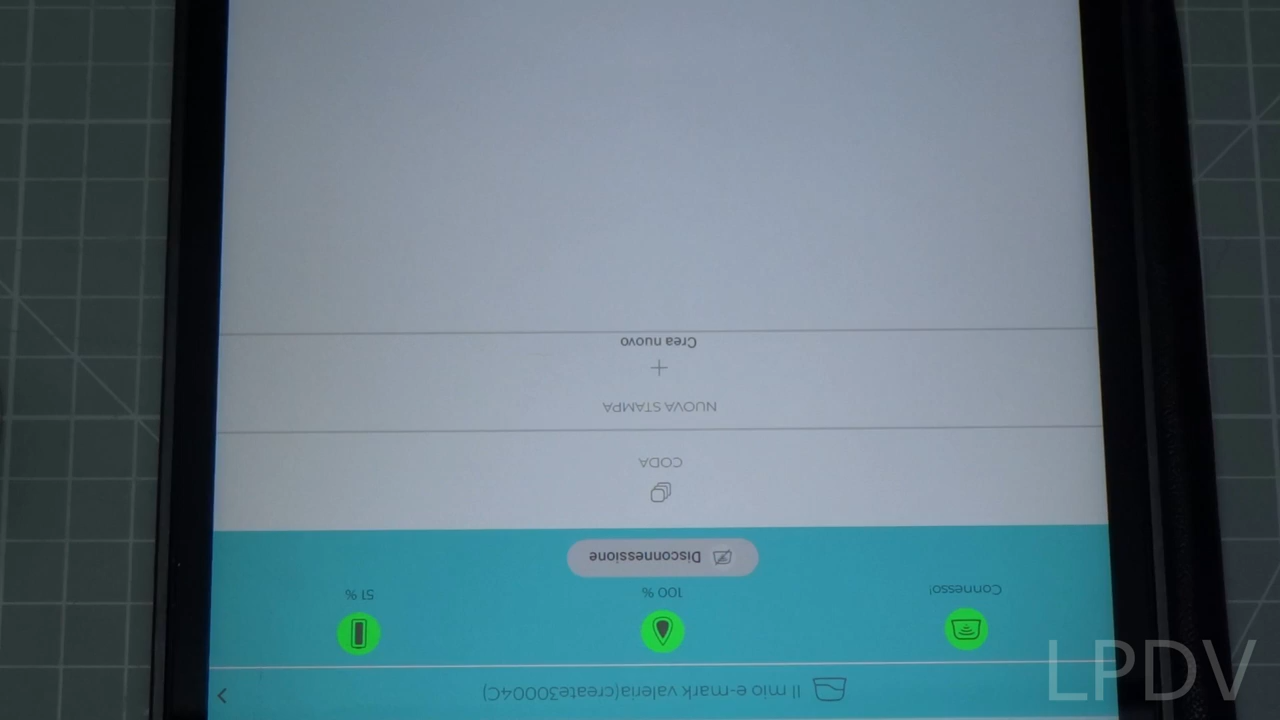 Il mio e-mark valeria(create30004C)
Connesso!
100 %
51 %
Disconnessione
CODA
NUOVA STAMPA
+
Crea nuovo
LPDV